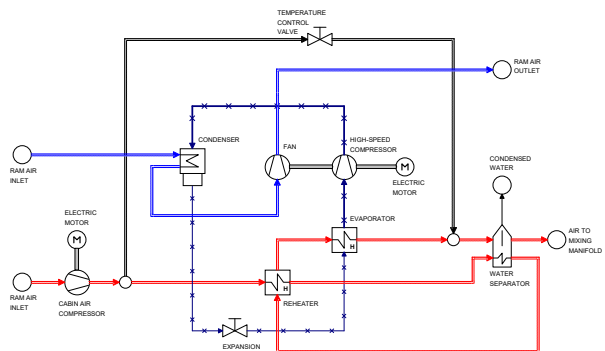 TEMPERATURE
CONTROL
VALVE
RAM AIR
OUTLET
CONDENSER
FAN
HIGH-SPEED
COMPRESSOR
M
ELECTRIC
MOTOR
CONDENSED
WATER
RAM AIR
INLET
ELECTRIC
MOTOR
M
EVAPORATOR
H
AIR TO
MIXING
MANIFOLD
RAM AIR
INLET
CABIN AIR
COMPRESSOR
H
REHEATER
WATER
SEPARATOR
EXPANSION